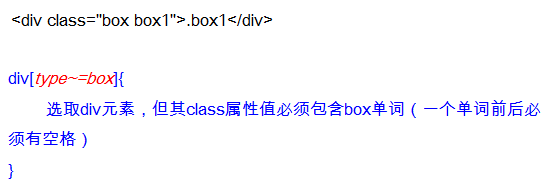 <div class="box box1">.box1</div>
div[type~=box]{
选取div元素，但其class属性值必须包含box单词（一个单词前后必
须有空格）
}